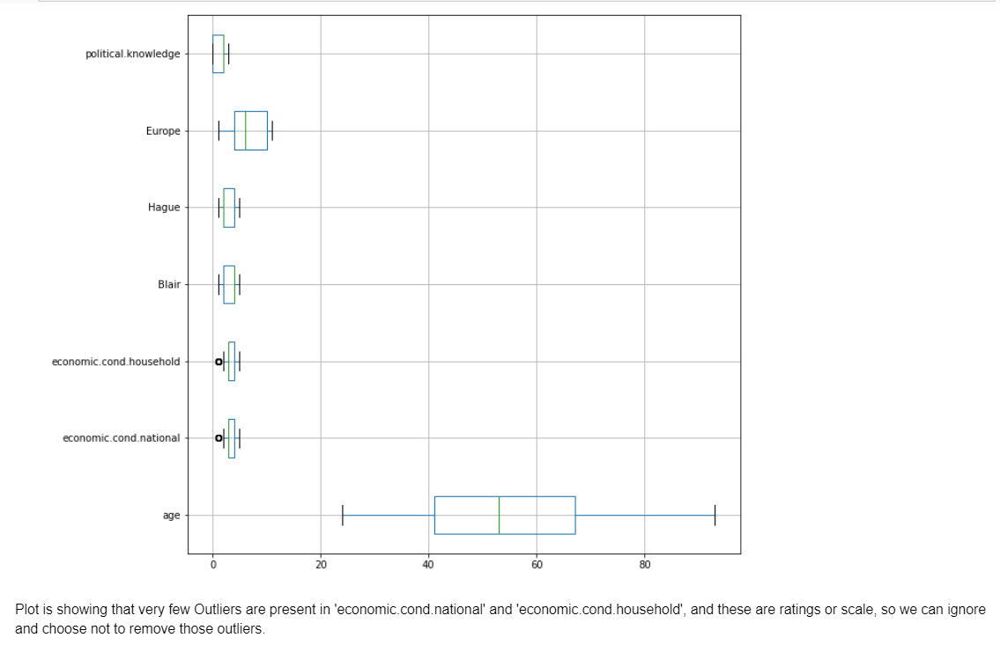 political.knowledge
Europe
Hague
Blair
economic.cond.household
economic.cond.national
age
0 20 40 60 80
Plot is showing that very few Outliers are present in 'economic.cond.national' and 'economic.cond.household', and these are ratings or scale, so we can ignore
and choose not to remove those outliers.